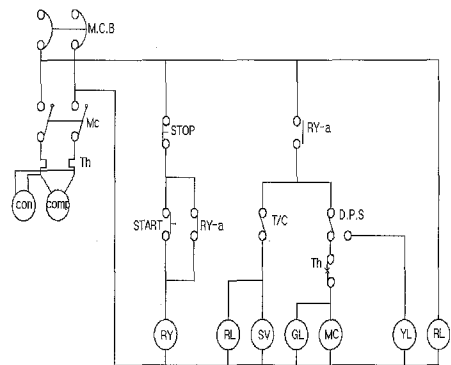 M.C.B
Mc
Th
con
comp
STOP
RY-a
START
RY-a
T/C
D.P.S
Th
RY
RL
SV
GL
MC
YL
RL